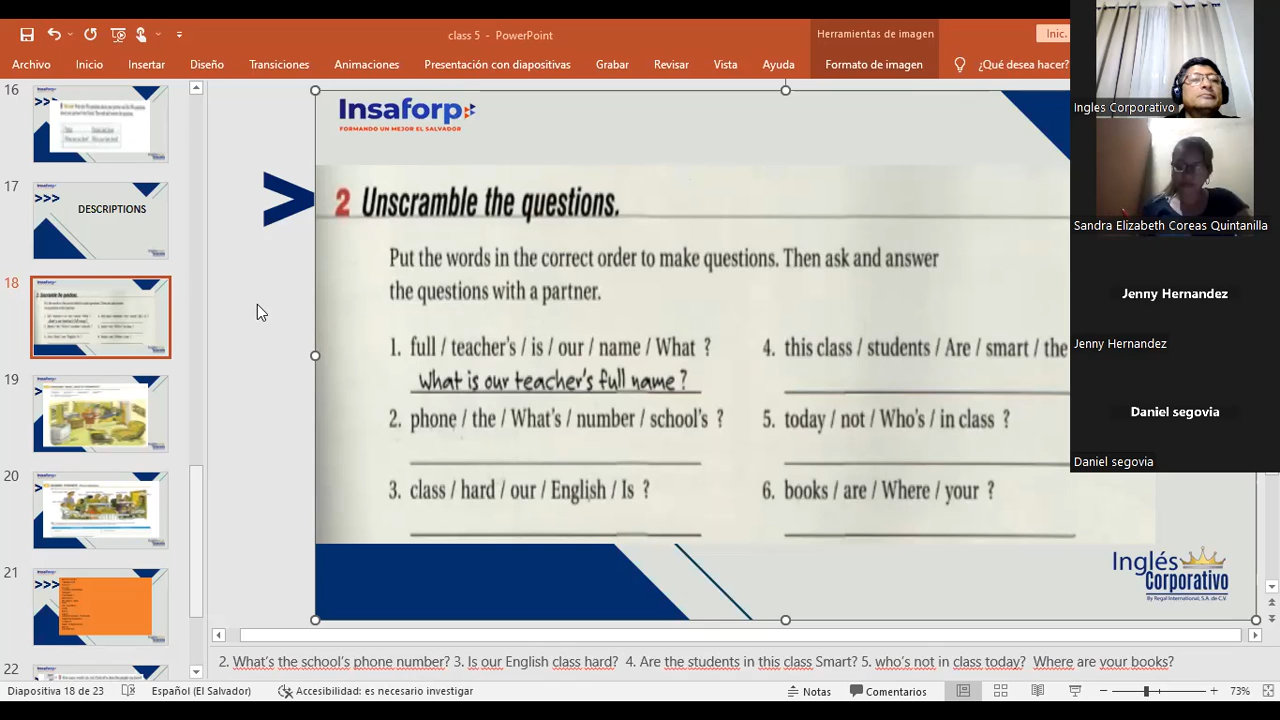 class 5 - PowerPoint
Herramientas de imagen
Inic.
Archivo Inicio Insertar Diseño Transiciones Animaciones Presentación con diapositivas Grabar Revisar Vista Ayuda Formato de imagen ¿Qué desea hacer?
16
17
DESCRIPTIONS
18
19
20
21
22
Insaforp
FORMANDO UN MEJOR EL SALVADOR
2 Unscramble the questions.
Put the words in the correct order to make questions. Then ask and answer
the questions with a partner.
1. full / teacher's / is / our / name / What ?
What is our teacher's full name ?
2. phone / the / What's / number / school's ?
3. class / hard / our / English / Is ?
4. this class / students / Are / smart / the
5. today / not / Who's / in class ?
6. books / are / Where / your ?
Inglés
Corporativo
By Regal International, S.A. de C.V.
Ingles Corporativo
Sandra Elizabeth Coreas Quintanilla
Jenny Hernandez
Jenny Hernandez
Daniel segovia
Daniel segovia
2. What's the school's phone number? 3. Is our English class hard? 4. Are the students in this class Smart? 5. who's not in class today? Where are your books?
Diapositiva 18 de 23 Español (El Salvador) Accesibilidad: es necesario investigar Notas Comentarios 73%